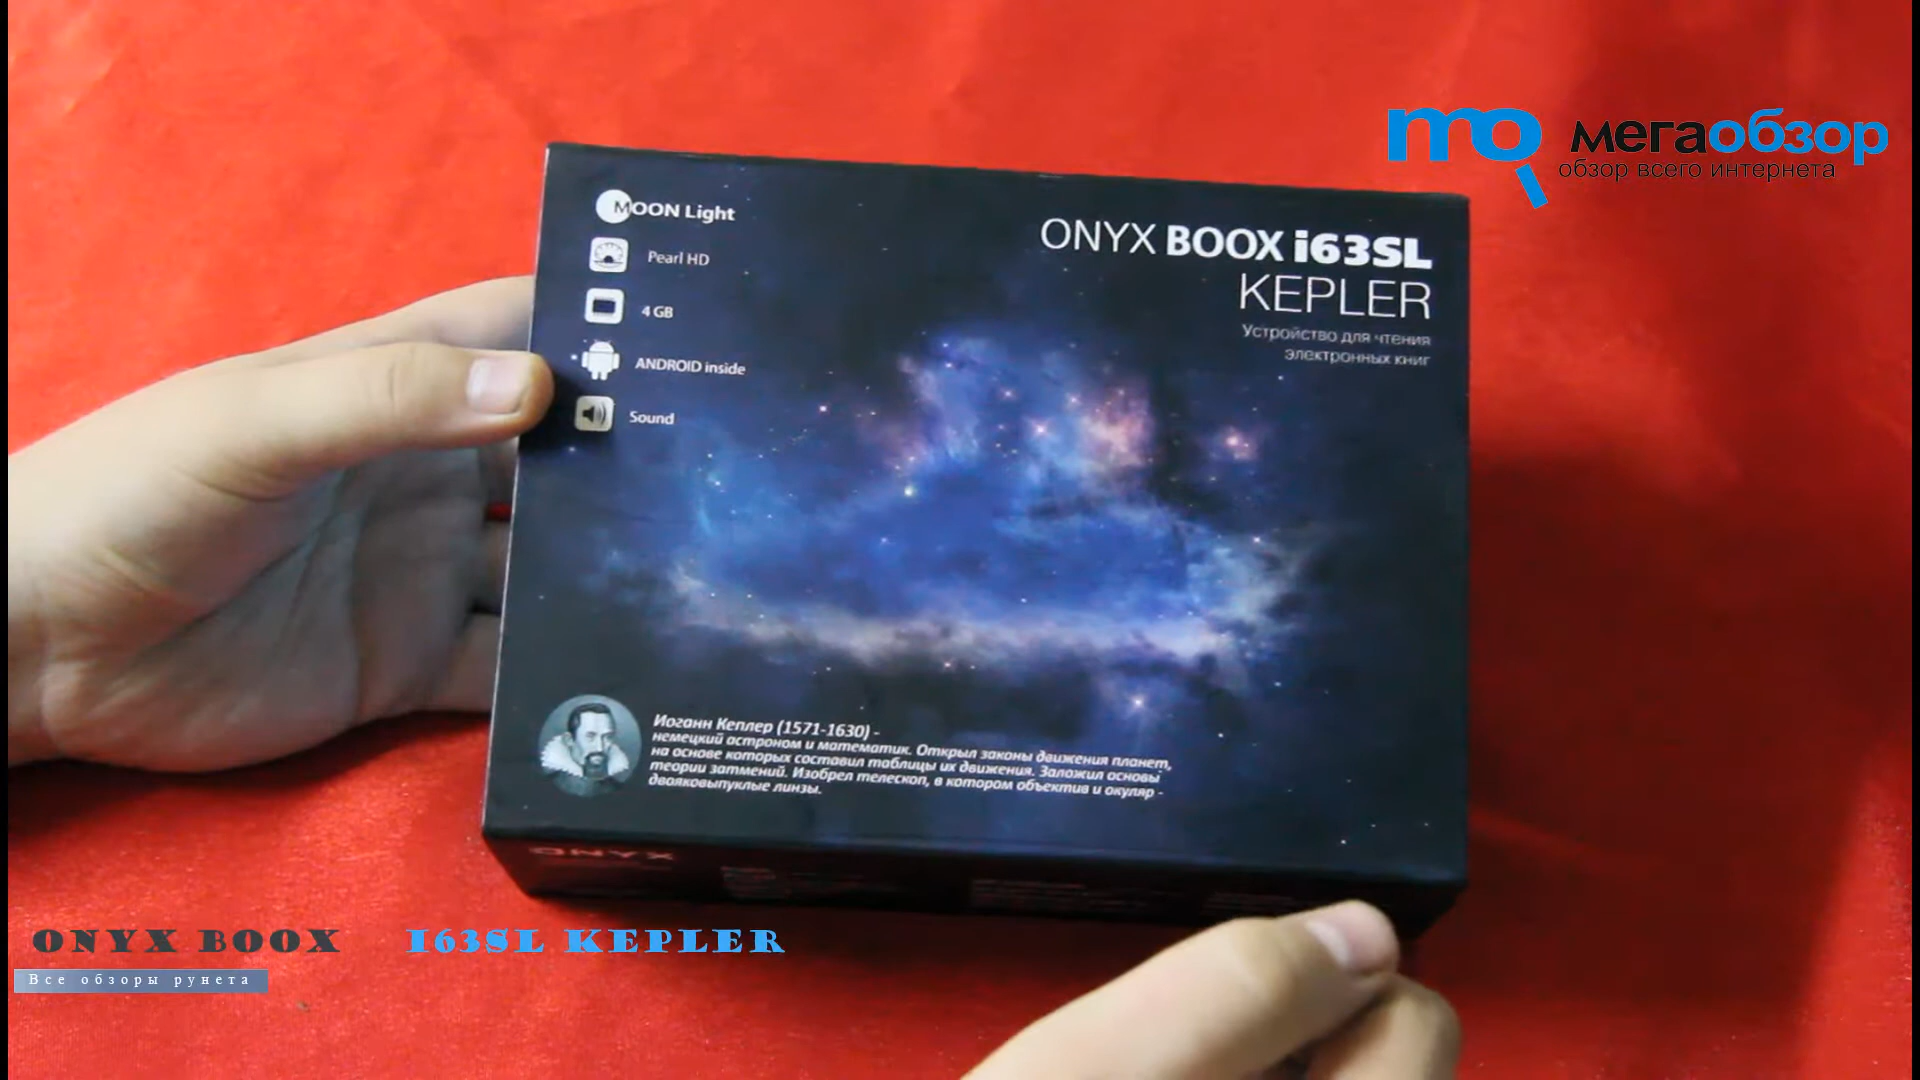 мегаобзор
обзор всего интернета
MOON Light
Pearl HD
4 GB
ANDROID inside
Sound
ONYX BOOX i63SL
KEPLER
Устройство для чтения
электронных книг
Иоганн Кеплер (1571-1630) -
немецкий астроном и математик. Открыл законы движения планет,
на основе которых составил таблицы их движения. Заложил основы
теории затмений. Изобрел телескоп, в котором объектив и окуляр -
двояковыпуклые линзы.
ONYX
ONYX BOOX I63SL KEPLER
Все обзоры рунета